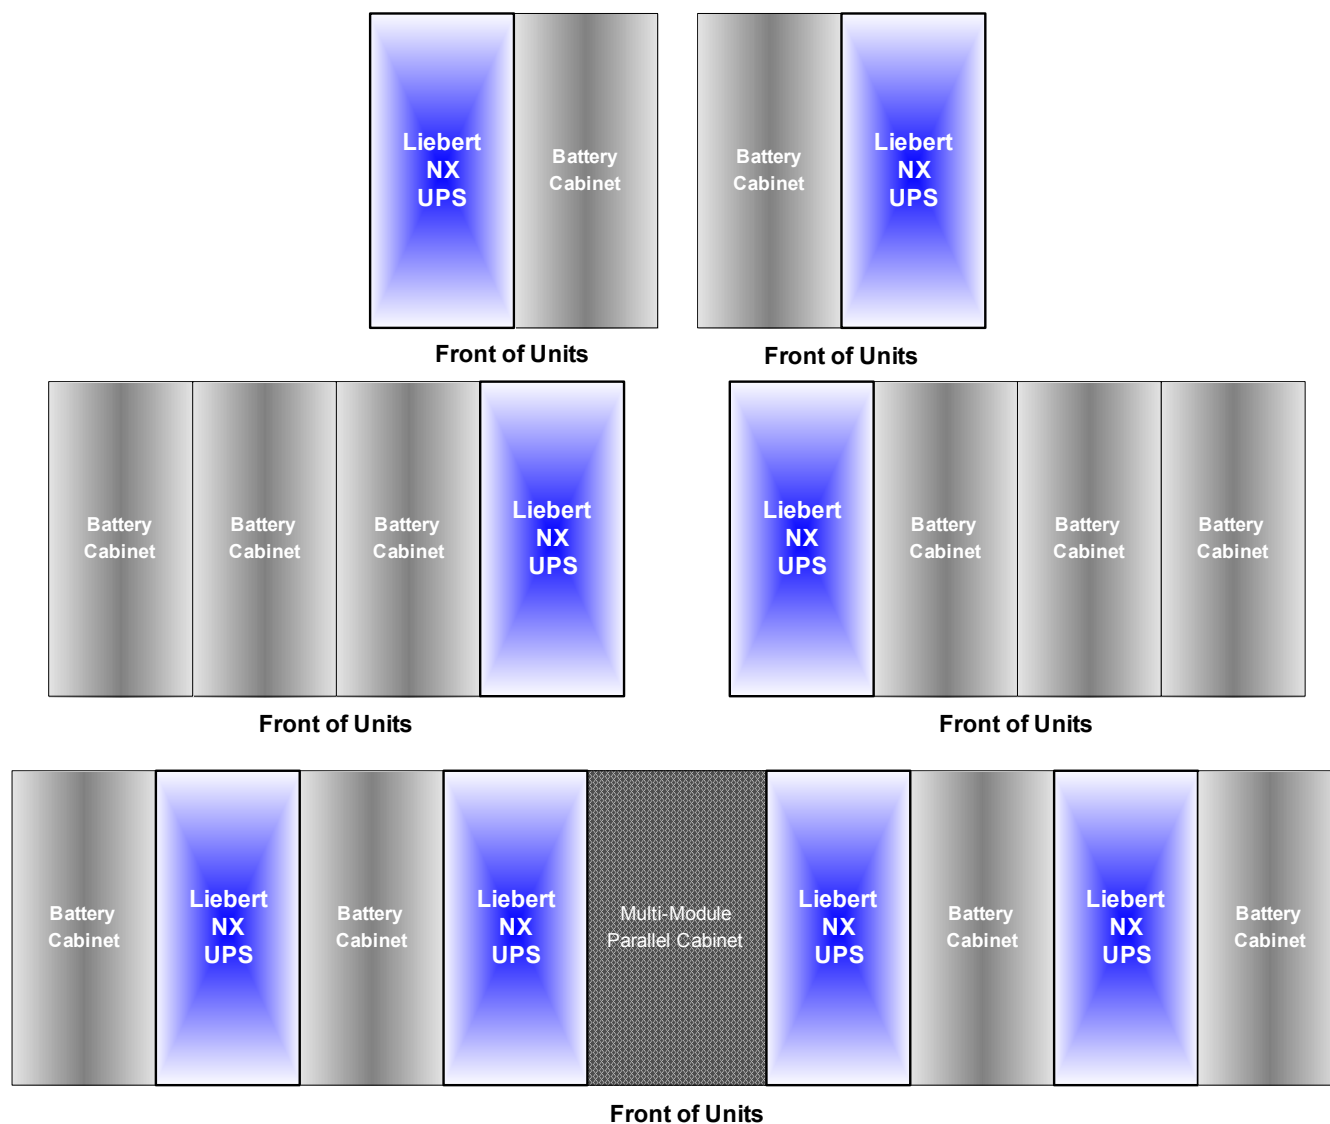 Liebert
NX
UPS
Battery
Cabinet
Battery
Cabinet
Liebert
NX
UPS
Front of Units
Front of Units
Battery
Cabinet
Battery
Cabinet
Battery
Cabinet
Liebert
NX
UPS
Liebert
NX
UPS
Battery
Cabinet
Battery
Cabinet
Battery
Cabinet
Front of Units
Front of Units
Battery
Cabinet
Liebert
NX
UPS
Battery
Cabinet
Liebert
NX
UPS
Multi-Module
Parallel Cabinet
Liebert
NX
UPS
Battery
Cabinet
Liebert
NX
UPS
Battery
Cabinet
Front of Units